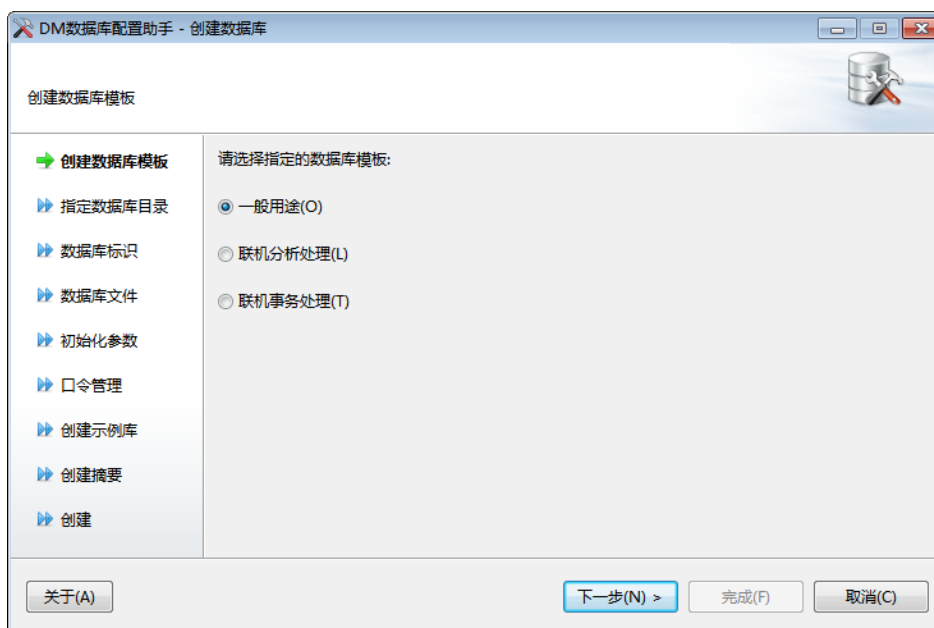 DM数据库配置助手 - 创建数据库
创建数据库模板
创建数据库模板
指定数据库目录
数据库标识
数据库文件
初始化参数
口令管理
创建示例库
创建摘要
创建
请选择指定的数据库模板:
一般用途(O)
联机分析处理(L)
联机事务处理(T)
关于(A)
下一步(N) >
完成(F)
取消(C)